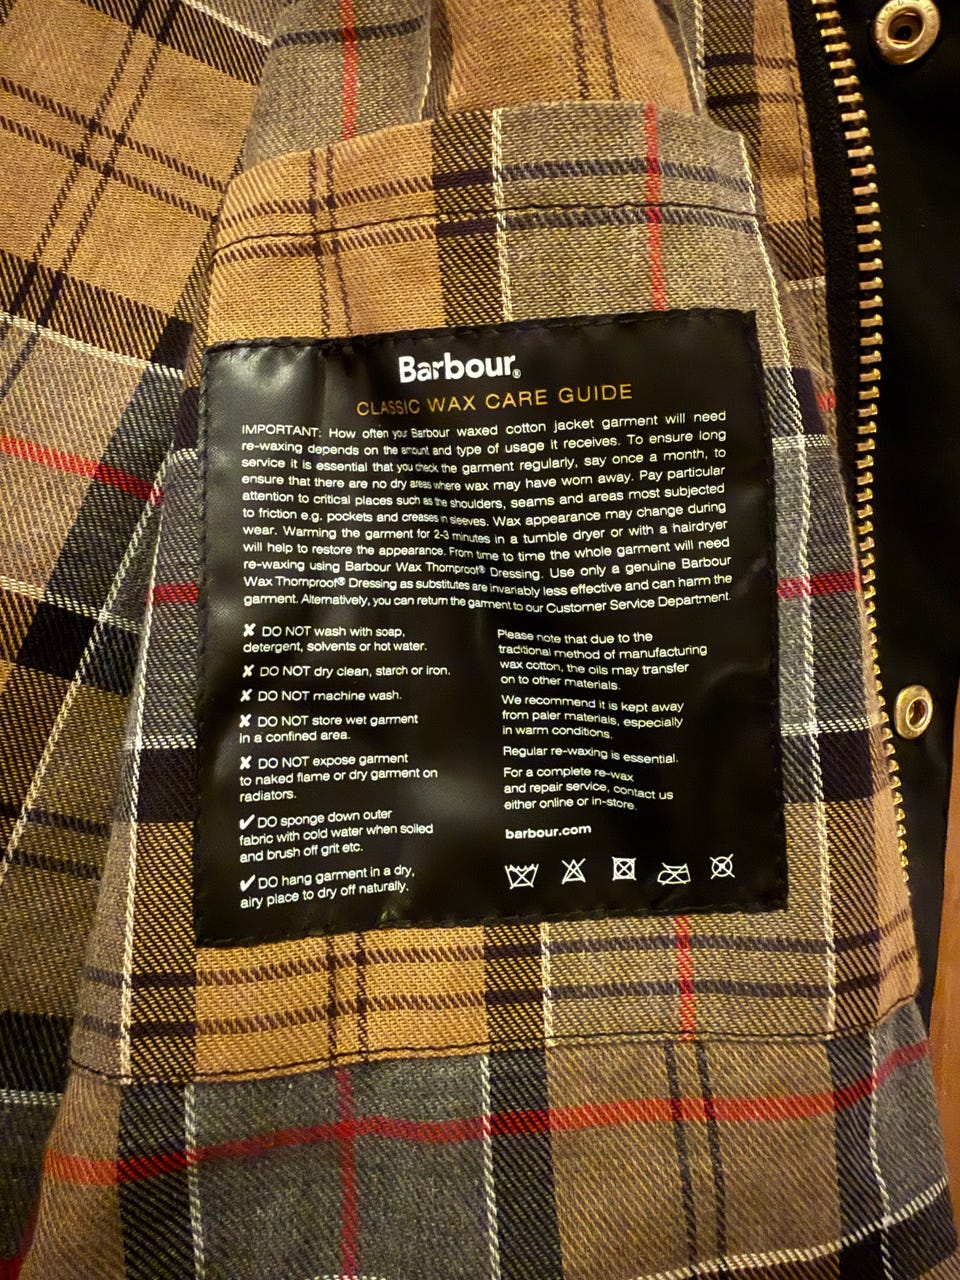 Barbour®
CLASSIC WAX CARE GUIDE
IMPORTANT: How often your Barbour waxed cotton jacket garment will need
re-waxing depends on the amount and type of usage it receives. To ensure long
service it is essential that you check the garment regularly, say once a month, to
ensure that there are no dry areas where wax may have worn away. Pay particular
attention to critical places such as the shoulders, seams and areas most subjected
to friction e.g. pockets and creases in sleeves. Wax appearance may change during
wear. Warming the garment for 2-3 minutes in a tumble dryer or with a hairdryer
will help to restore the appearance. From time to time the whole garment will need
re-waxing using Barbour Wax Thornproof® Dressing. Use only a genuine Barbour
Wax Thornproof® Dressing as substitutes are invariably less effective and can harm the
garment. Alternatively, you can return the garment to our Customer Service Department.
✘ DO NOT wash with soap,
detergent, solvents or hot water.
✘ DO NOT dry clean, starch or iron.
✘ DO NOT machine wash.
✘ DO NOT store wet garment
in a confined area.
✘ DO NOT expose garment
to naked flame or dry garment on
radiators.
✔ DO sponge down outer
fabric with cold water when soiled
and brush off grit etc.
✔ DO hang garment in a dry,
airy place to dry off naturally.
Please note that due to the
traditional method of manufacturing
wax cotton, the oils may transfer
on to other materials.
We recommend it is kept away
from paler materials, especially
in warm conditions.
Regular re-waxing is essential.
For a complete re-wax
and repair service, contact us
either online or in-store.
barbour.com